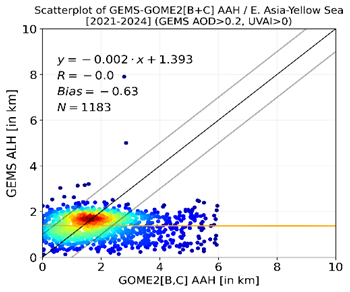 Scatterplot of GEMS-GOME2[B+C] AAH / E. Asia-Yellow Sea
[2021-2024] (GEMS AOD>0.2, UVAI>0)
y = −0.002 · x + 1.393
R = −0.0
Bias = −0.63
N = 1183
GEMS ALH [in km]
10
8
6
4
2
0
0 2 4 6 8 10
GOME2[B,C] AAH [in km]